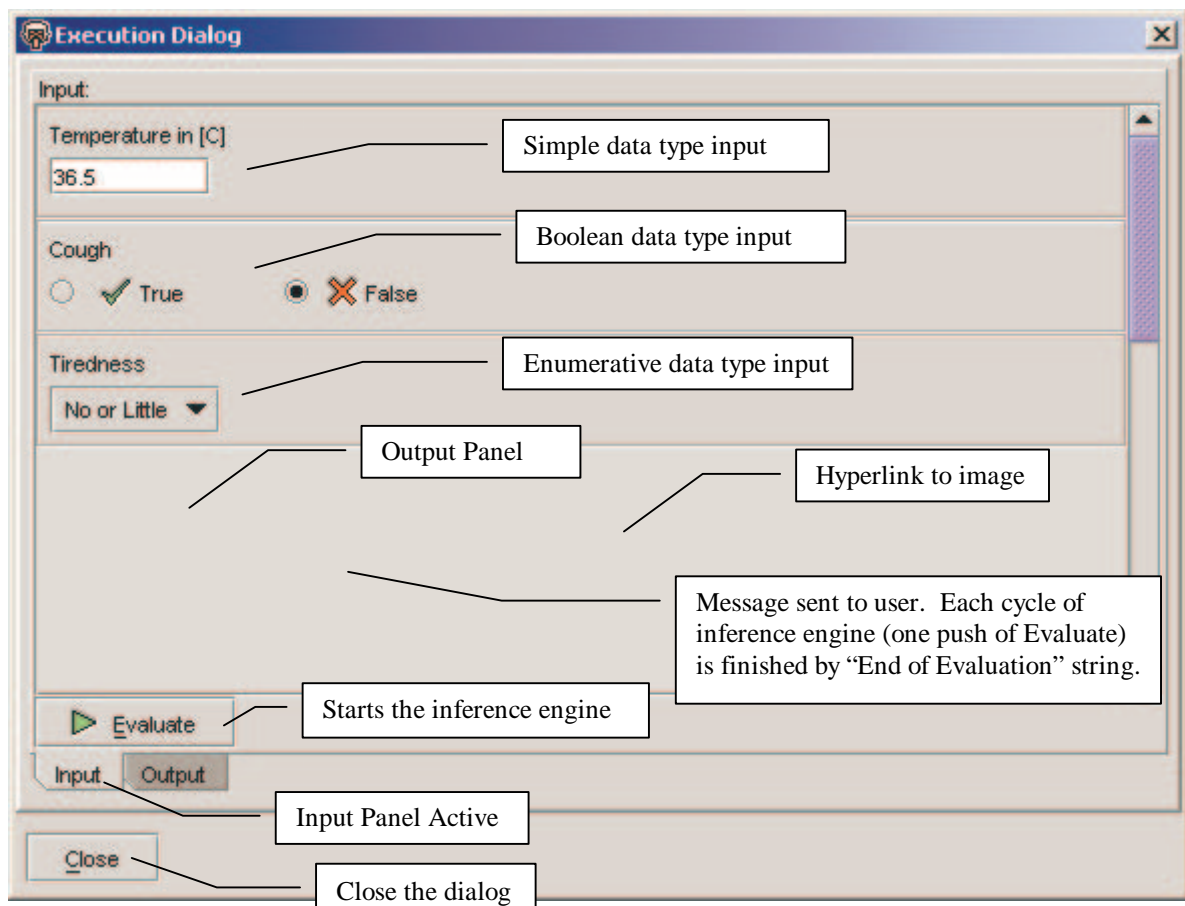 Execution Dialog
Input:
Temperature in [C]
Simple data type input
36.5
Boolean data type input
Cough
True
False
Tiredness
Enumerative data type input
No or Little
Output Panel
Hyperlink to image
Message sent to user.  Each cycle of
inference engine (one push of Evaluate)
is finished by “End of Evaluation” string.
Starts the inference engine
Evaluate
Input
Output
Input Panel Active
Close
Close the dialog